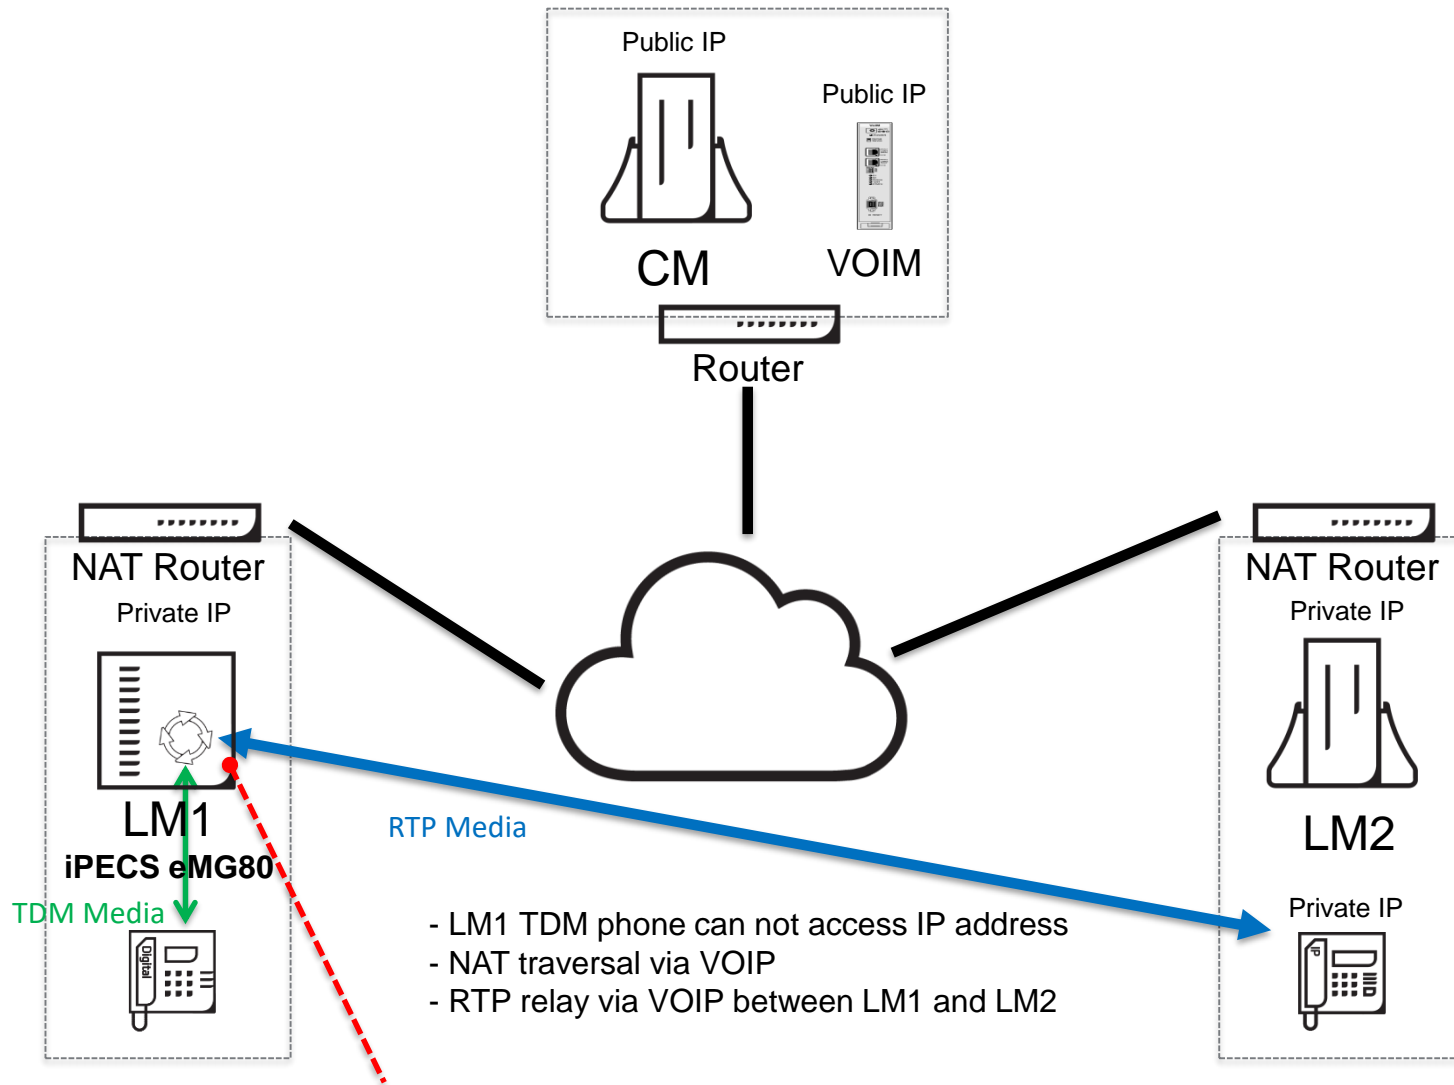 Public IP
Public IP
CM
VOIM
Router
NAT Router
Private IP
LM1
iPECS eMG80
TDM Media
Digital
RTP Media
- LM1 TDM phone can not access IP address
- NAT traversal via VOIP
- RTP relay via VOIP between LM1 and LM2
NAT Router
Private IP
LM2
Private IP
IP